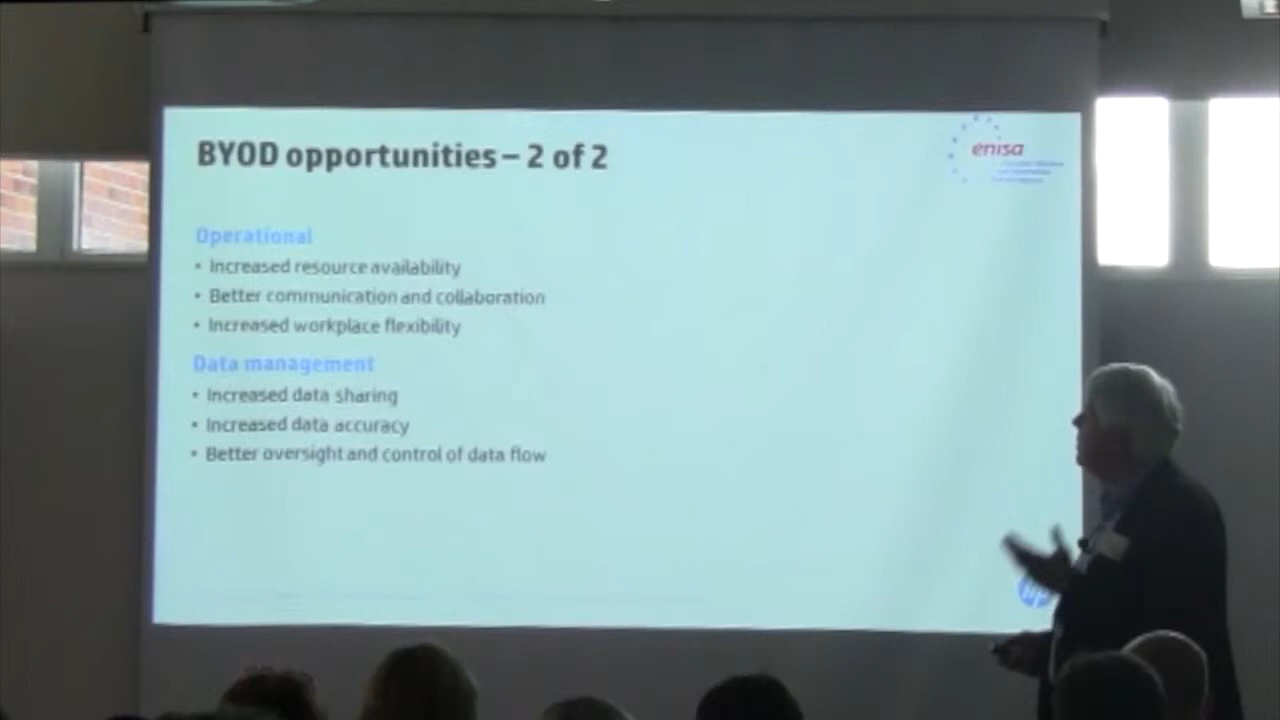 BYOD opportunities – 2 of 2
enisa
Operational
• Increased resource availability
• Better communication and collaboration
• Increased workplace flexibility
Data management
• Increased data sharing
• Increased data accuracy
• Better oversight and control of data flow
hp